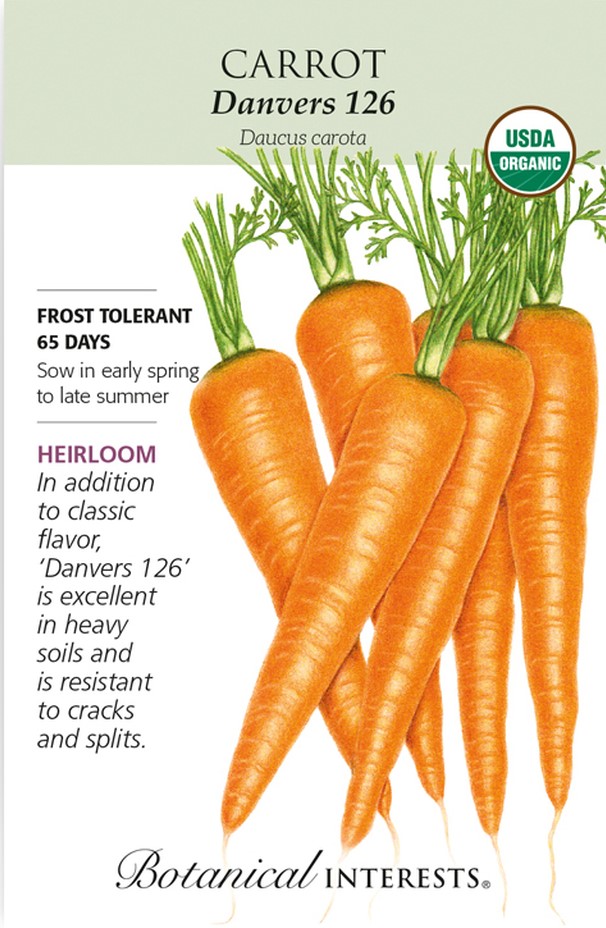 CARROT
Danvers 126
Daucus carota
USDA
ORGANIC
FROST TOLERANT
65 DAYS
Sow in early spring
to late summer
HEIRLOOM
In addition
to classic
flavor,
'Danvers 126'
is excellent
in heavy
soils and
is resistant
to cracks
and splits.
Botanical INTERESTS®